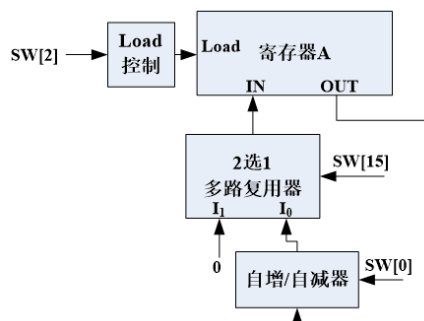 SW[2]
Load
控制
Load
寄存器A
IN
OUT
2选1
多路复用器
I1
I0
SW[15]
0
自增/自减器
SW[0]